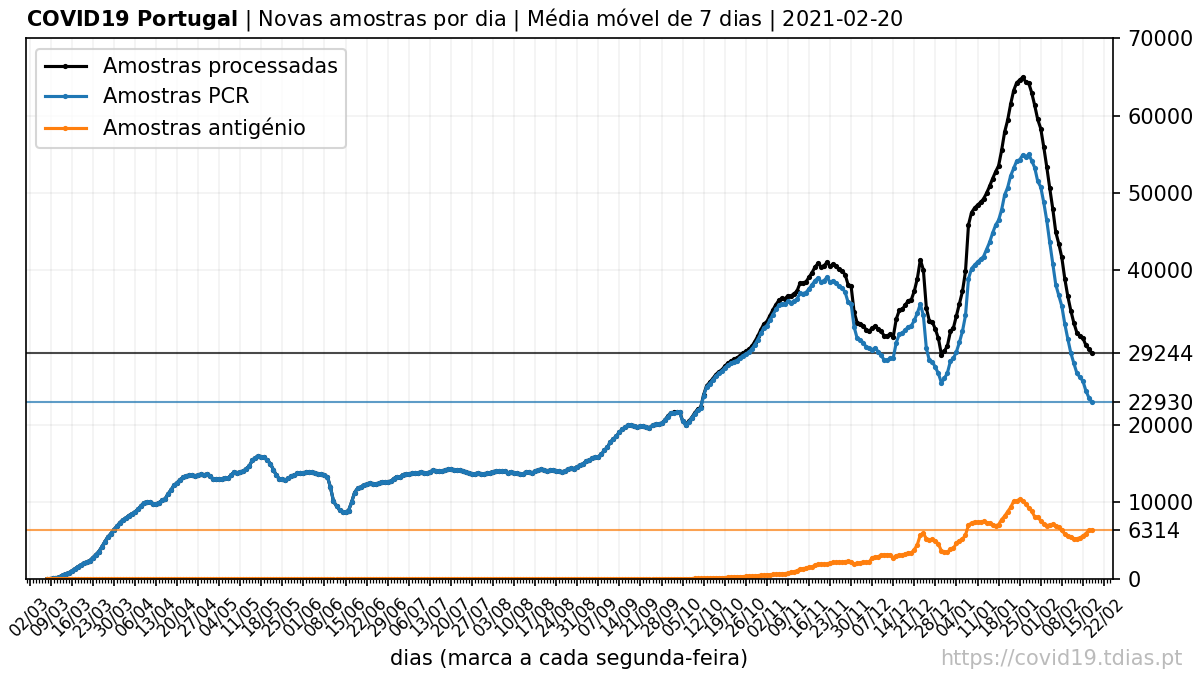 COVID19 Portugal | Novas amostras por dia | Média móvel de 7 dias | 2021-02-20
Amostras processadas
Amostras PCR
Amostras antigénio
70000
60000
50000
40000
29244
22930
20000
10000
6314
0
02/03 09/03 16/03 23/03 30/03 06/04 13/04 20/04 27/04 04/05 11/05 18/05 25/05 01/06 08/06 15/06 22/06 29/06 06/07 13/07 20/07 27/07 03/08 10/08 17/08 24/08 31/08 07/09 14/09 21/09 28/09 05/10 12/10 19/10 26/10 02/11 09/11 16/11 23/11 30/11 07/12 14/12 21/12 28/12 04/01 11/01 18/01 25/01 01/02 08/02 15/02 22/02
dias (marca a cada segunda-feira)
https://covid19.tdias.pt